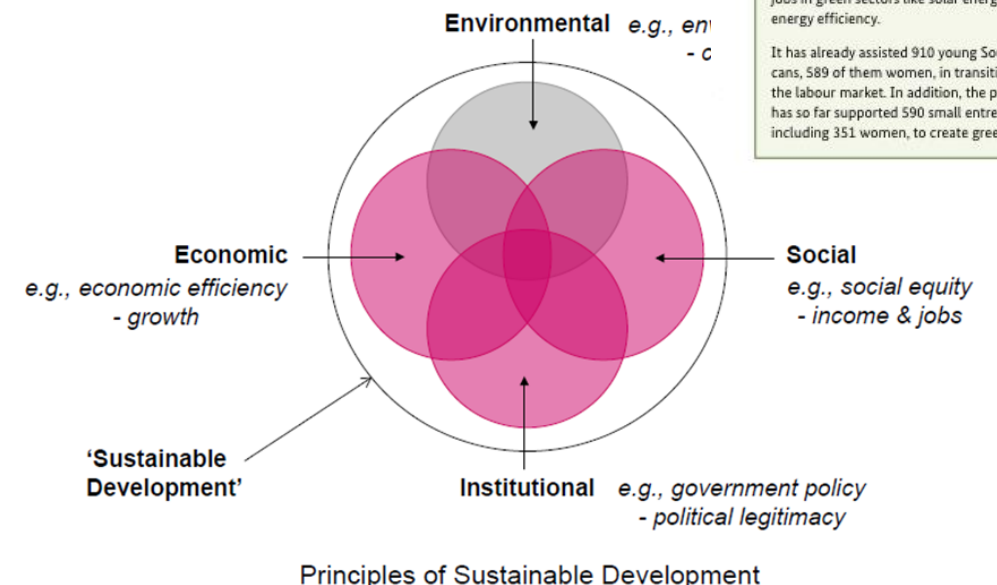 Environmental e.g.,
jobs in green sectors like solar
energy efficiency.
It has already assisted 910 young
cans, 589 of them women, in
the labour market. In addition, the
has so far supported 590 small
including 351 women, to create
Economic
e.g., economic efficiency
- growth
Social
e.g., social equity
- income & jobs
‘Sustainable
Development’
Institutional e.g., government policy
- political legitimacy
Principles of Sustainable Development